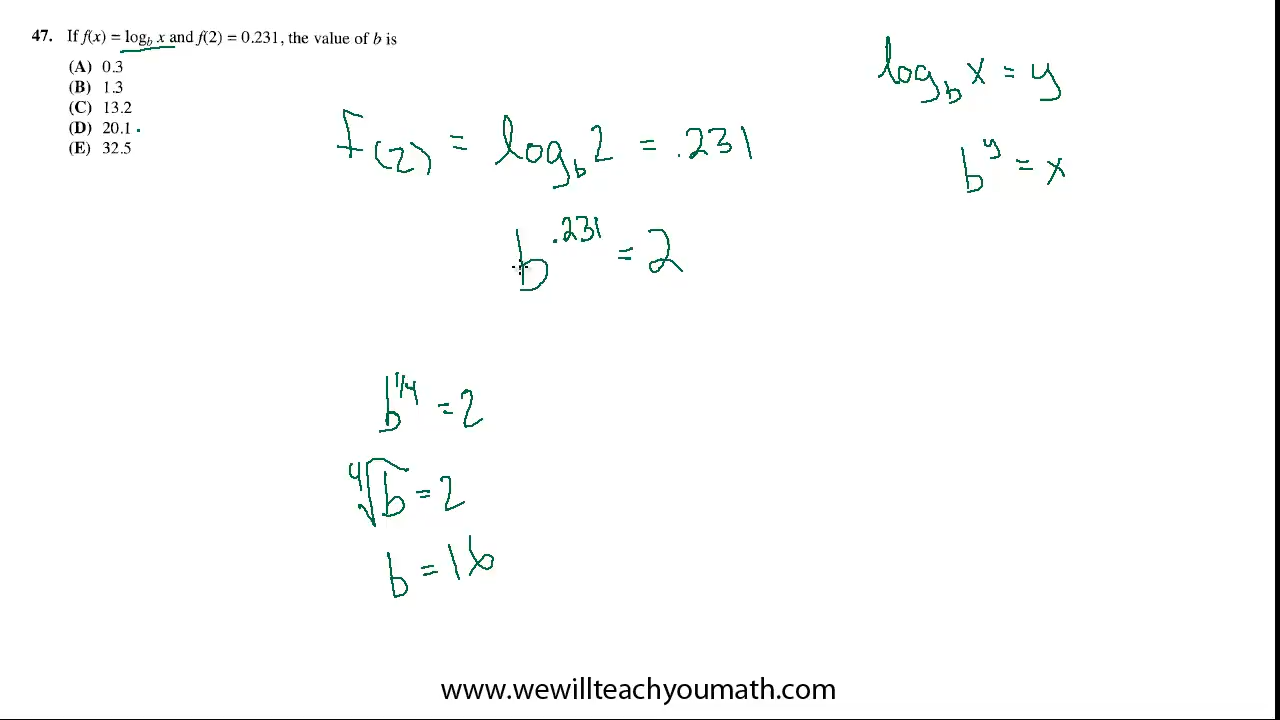 47. If f(x) = log_b x and f(2) = 0.231, the value of b is
(A) 0.3
(B) 1.3
(C) 13.2
(D) 20.1
(E) 32.5
log_b x = y
b^y = x
f(2) = log_b 2 = .231
b^.231 = 2
b^1/4 = 2
⁴√b = 2
b = 16
www.wewillteachyoumath.com